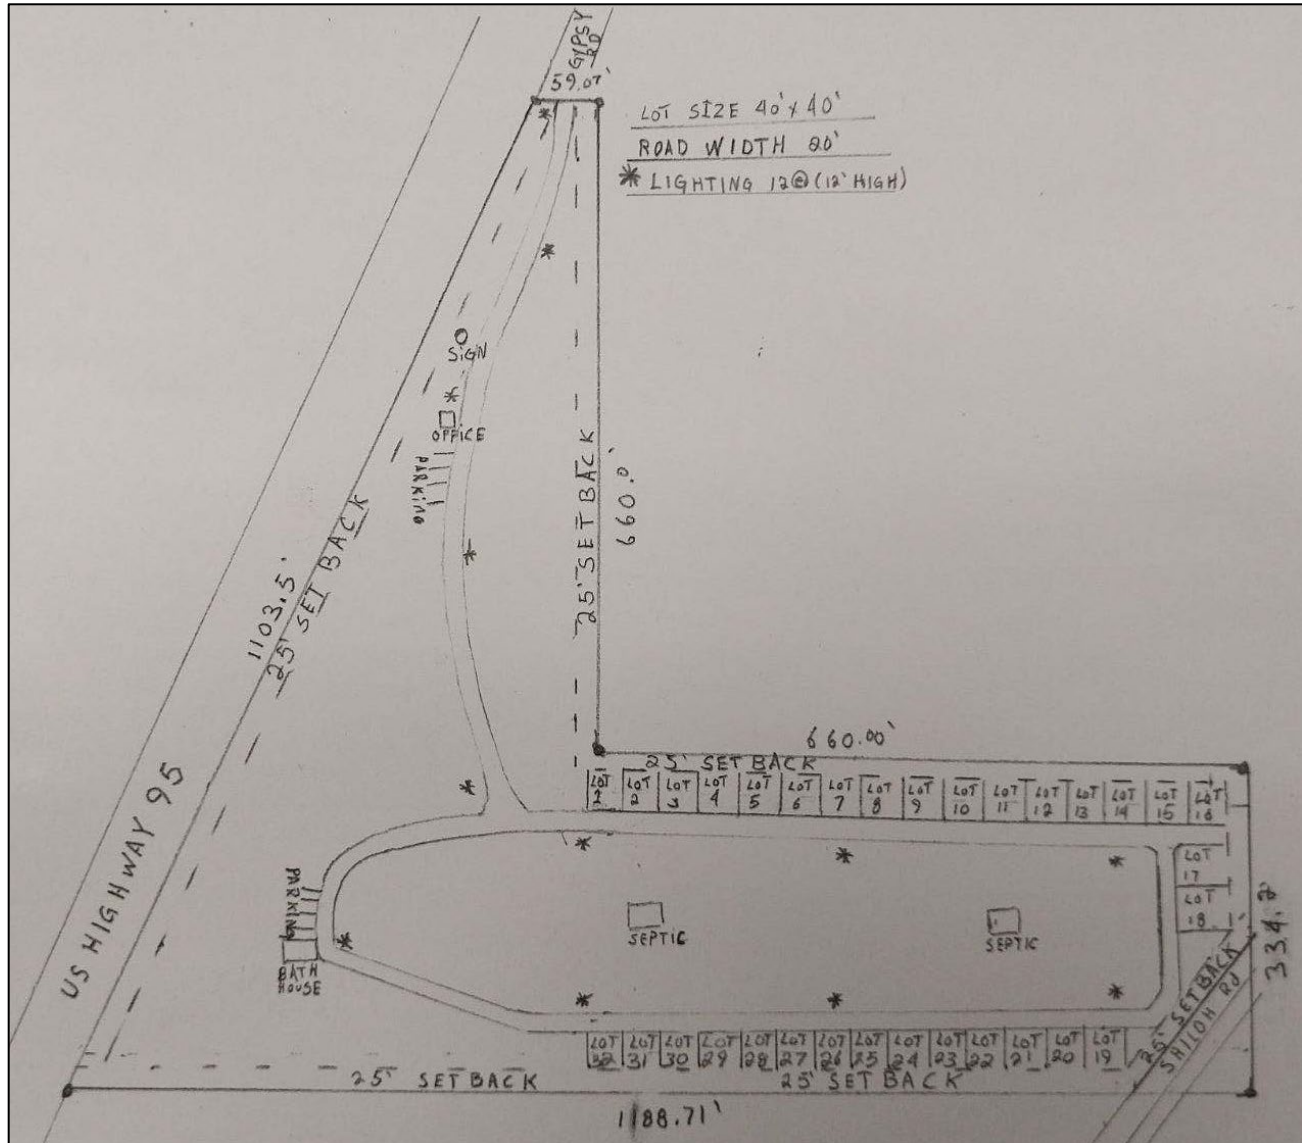 GYPSY
RD
59.07'
LOT SIZE 40' x 40'
ROAD WIDTH 20'
* LIGHTING 12@(12' HIGH)
SIGN
OFFICE
PARKING
25' SET BACK
660.0'
1103.5'
25' SET BACK
US HIGHWAY 95
660.00'
25' SET BACK
LOT 1
LOT 2
LOT 3
LOT 4
LOT 5
LOT 6
LOT 7
LOT 8
LOT 9
LOT 10
LOT 11
LOT 12
LOT 13
LOT 14
LOT 15
LOT 16
LOT 17
LOT 18
PARKING
BATH
HOUSE
SEPTIC
SEPTIC
334.2'
25' SETBACK
SHILOH Rd
LOT 32
LOT 31
LOT 30
LOT 29
LOT 28
LOT 27
LOT 26
LOT 25
LOT 24
LOT 23
LOT 22
LOT 21
LOT 20
LOT 19
25' SET BACK
25' SET BACK
1188.71'